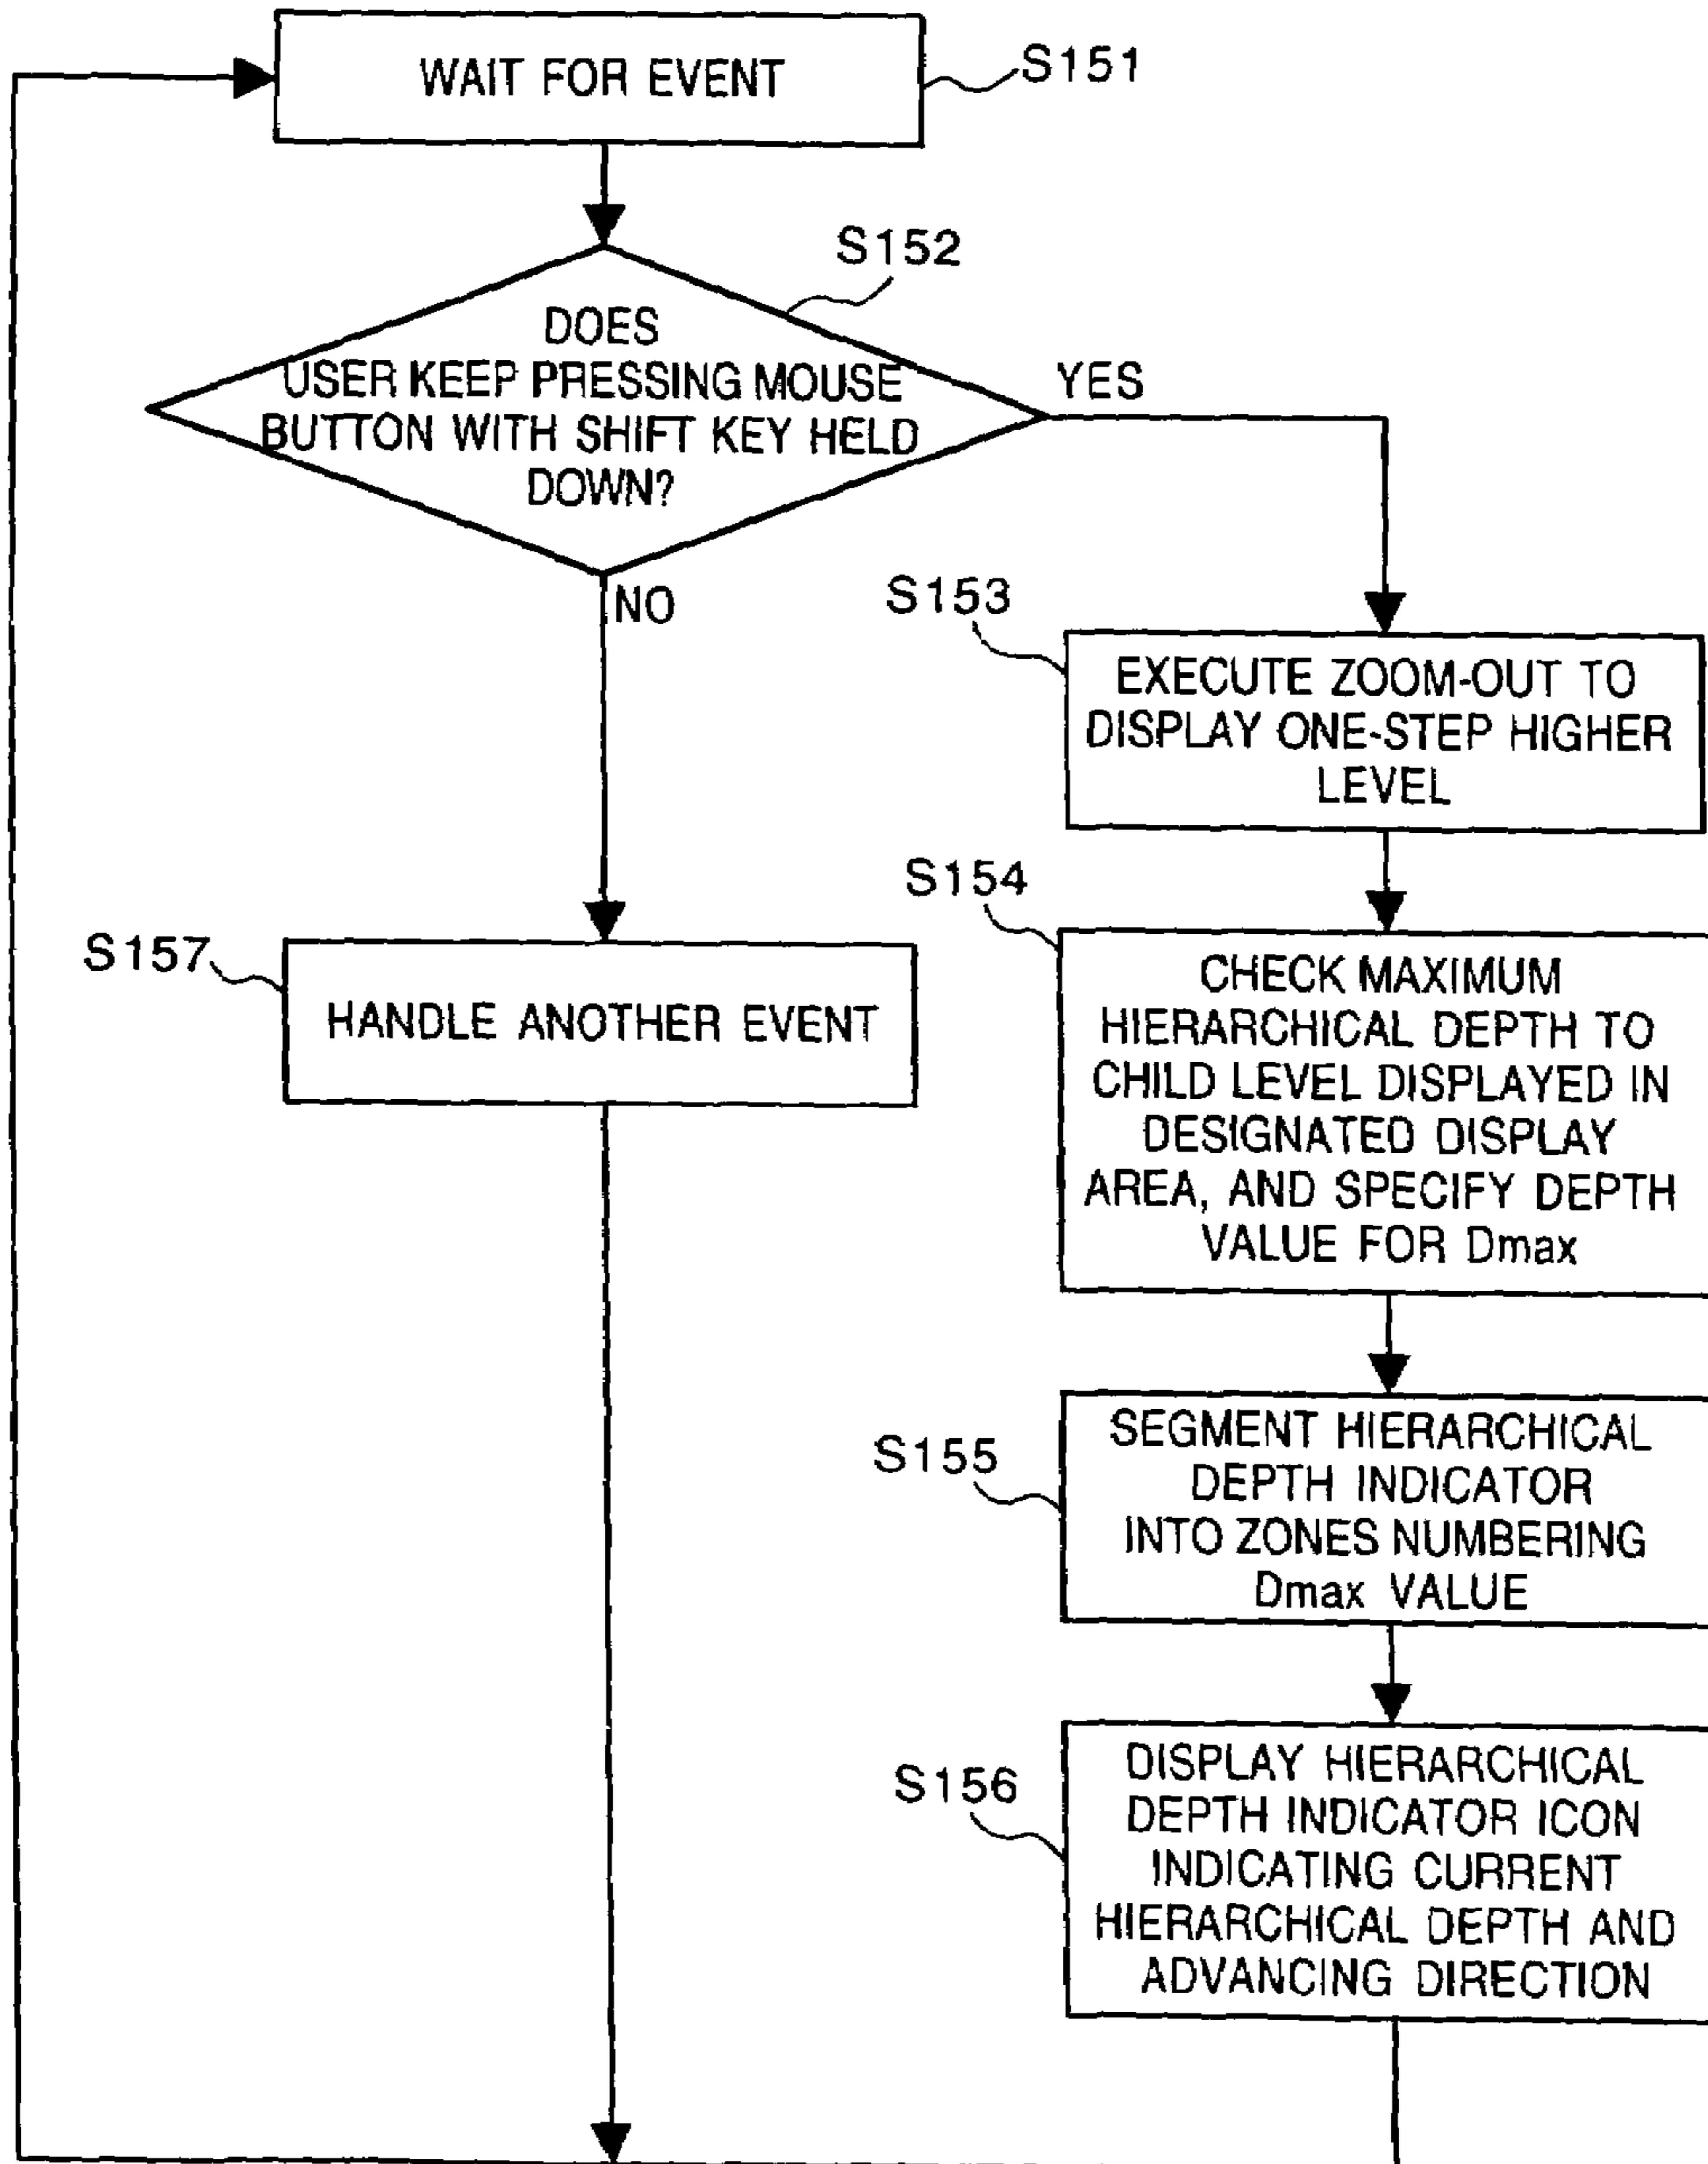 WAIT FOR EVENT
S151
S152
DOES
USER KEEP PRESSING MOUSE
BUTTON WITH SHIFT KEY HELD
DOWN?
YES
NO
S153
EXECUTE ZOOM-OUT TO
DISPLAY ONE-STEP HIGHER
LEVEL
S154
CHECK MAXIMUM
HIERARCHICAL DEPTH TO
CHILD LEVEL DISPLAYED IN
DESIGNATED DISPLAY
AREA, AND SPECIFY DEPTH
VALUE FOR Dmax
S157
HANDLE ANOTHER EVENT
S155
SEGMENT HIERARCHICAL
DEPTH INDICATOR
INTO ZONES NUMBERING
Dmax VALUE
S156
DISPLAY HIERARCHICAL
DEPTH INDICATOR ICON
INDICATING CURRENT
HIERARCHICAL DEPTH AND
ADVANCING DIRECTION